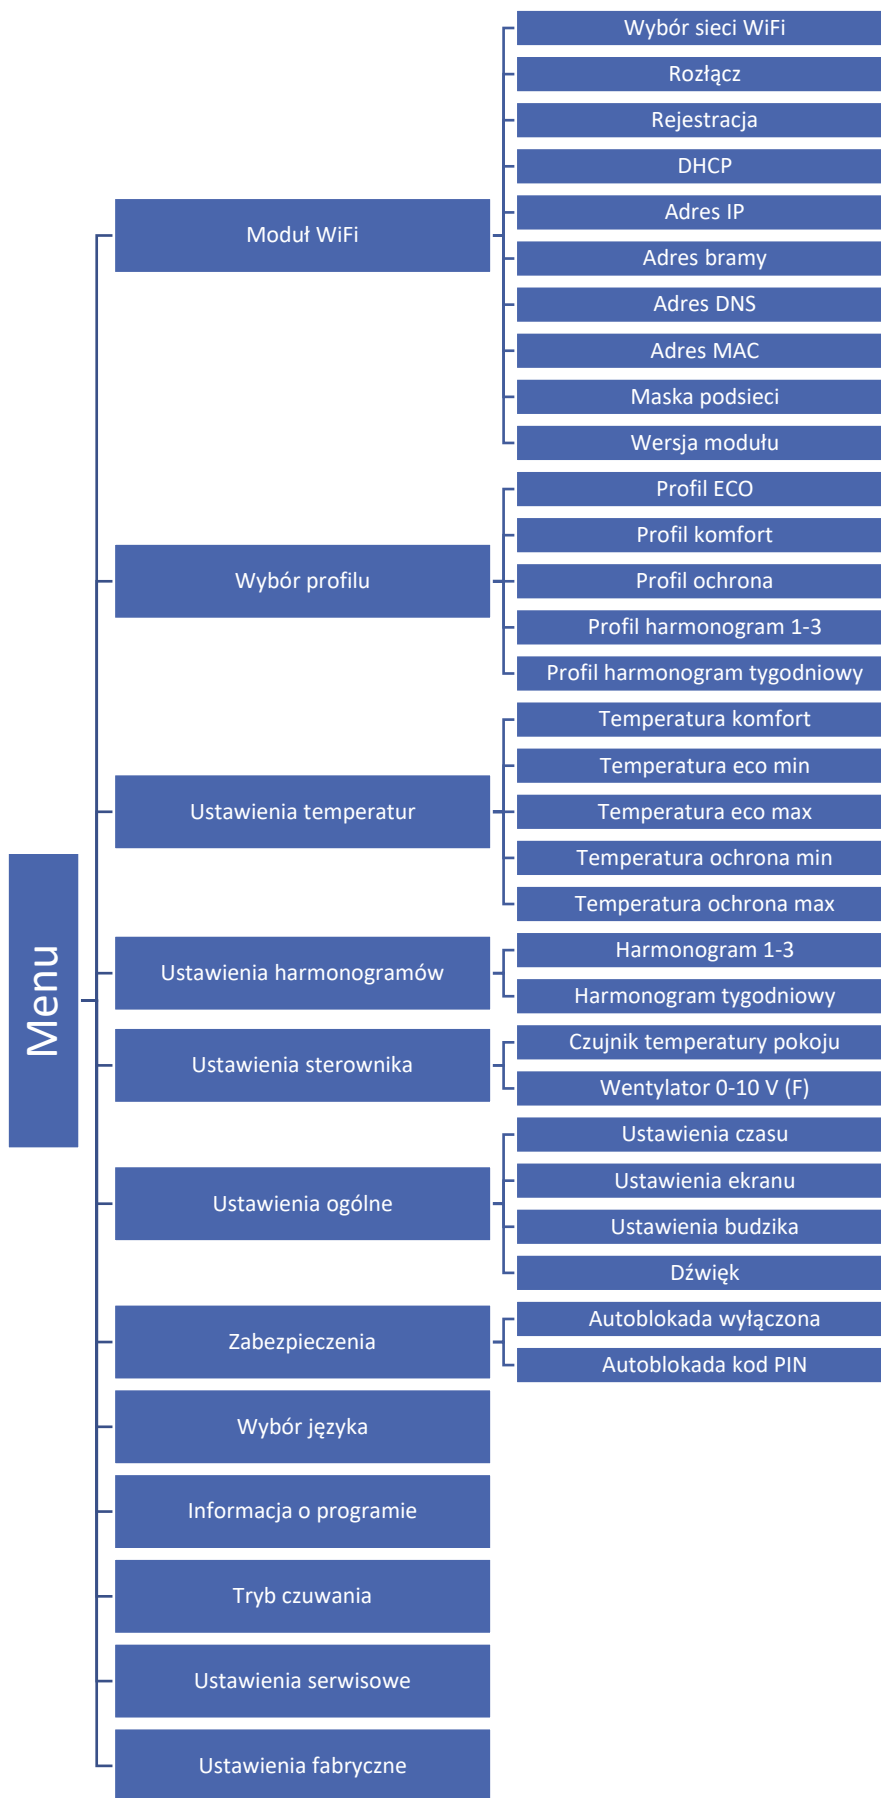 Menu
Moduł WiFi
Wybór sieci WiFi
Rozłącz
Rejestracja
DHCP
Adres IP
Adres bramy
Adres DNS
Adres MAC
Maska podsieci
Wersja modułu
Wybór profilu
Profil ECO
Profil komfort
Profil ochrona
Profil harmonogram 1-3
Profil harmonogram tygodniowy
Ustawienia temperatur
Temperatura komfort
Temperatura eco min
Temperatura eco max
Temperatura ochrona min
Temperatura ochrona max
Ustawienia harmonogramów
Harmonogram 1-3
Harmonogram tygodniowy
Ustawienia sterownika
Czujnik temperatury pokoju
Wentylator 0-10 V (F)
Ustawienia ogólne
Ustawienia czasu
Ustawienia ekranu
Ustawienia budzika
Dźwięk
Zabezpieczenia
Autoblokada wyłączona
Autoblokada kod PIN
Wybór języka
Informacja o programie
Tryb czuwania
Ustawienia serwisowe
Ustawienia fabryczne